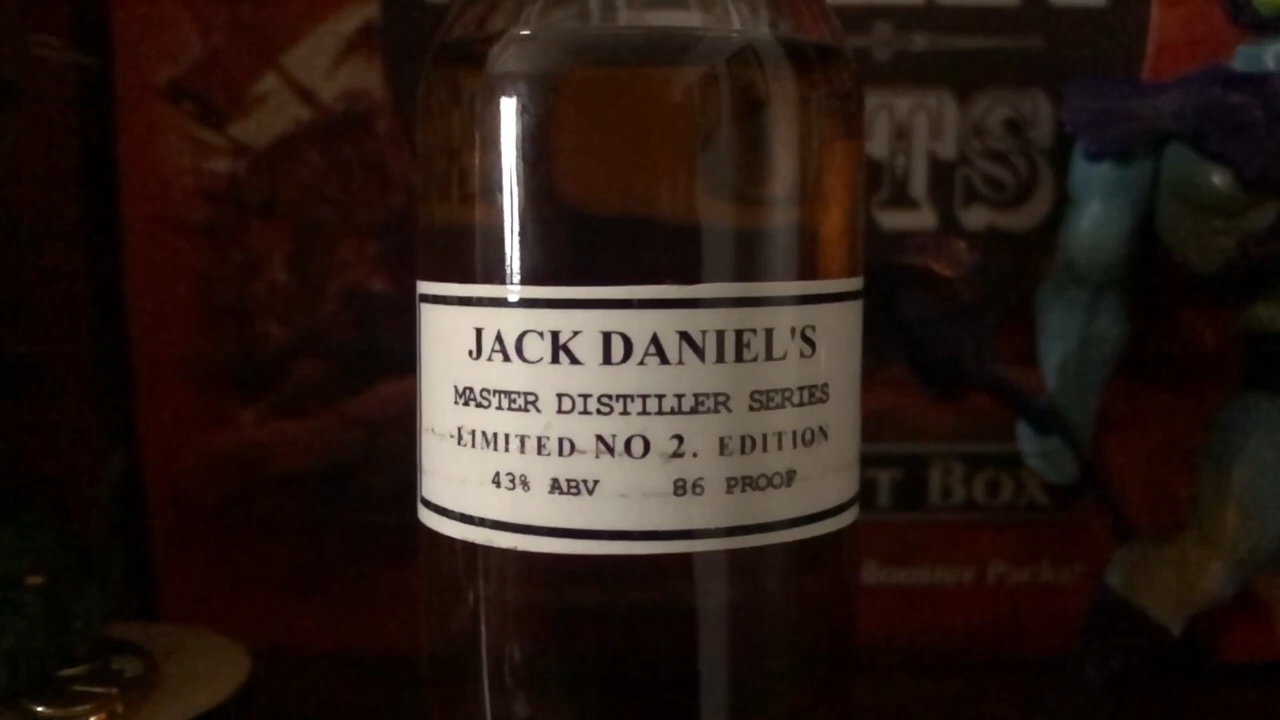 TS
JACK DANIEL'S
MASTER DISTILLER SERIES
LIMITED NO 2. EDITION
43% ABV 86 PROOF
T BOX
Booster Packs